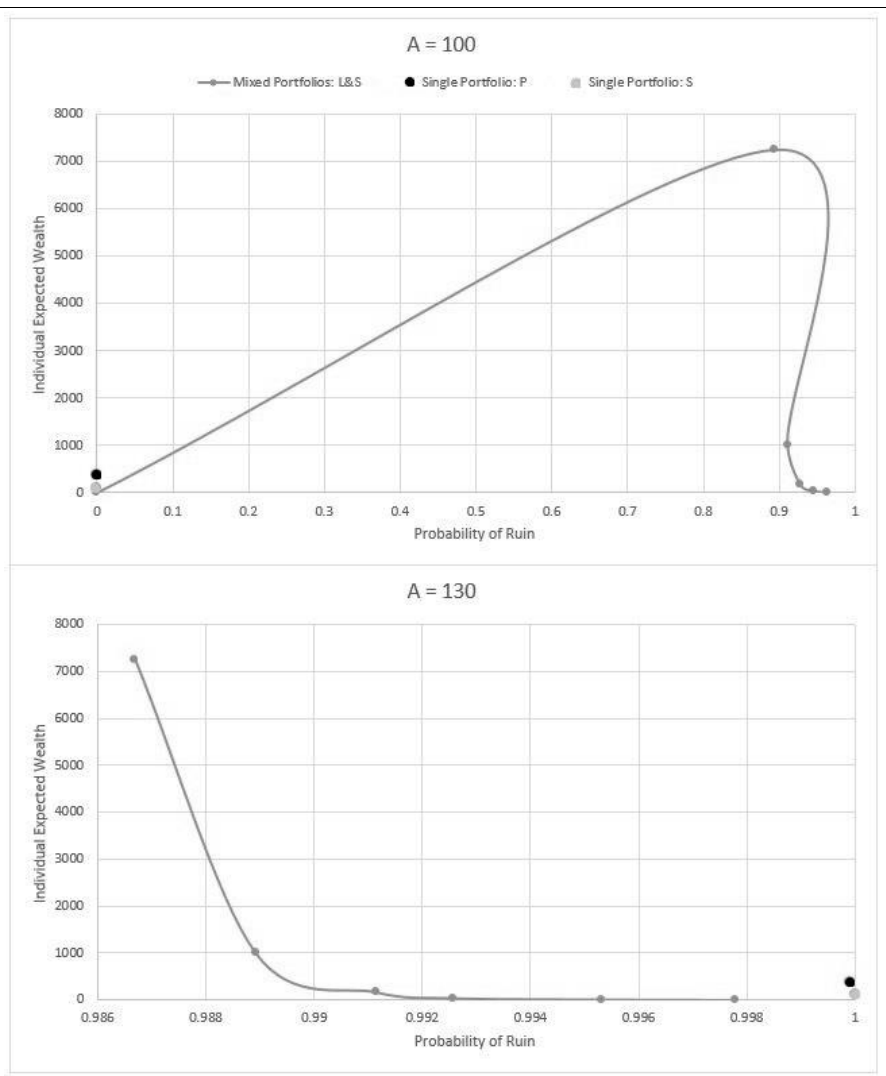 A = 100
Mixed Portfolios: L&S Single Portfolio: P Single Portfolio: S
8000
7000
6000
5000
4000
3000
2000
1000
0
Individual Expected Wealth
0 0.1 0.2 0.3 0.4 0.5 0.6 0.7 0.8 0.9 1
Probability of Ruin
A = 130
8000
7000
6000
5000
4000
3000
2000
1000
0
Individual Expected Wealth
0.986 0.988 0.99 0.992 0.994 0.996 0.998 1
Probability of Ruin